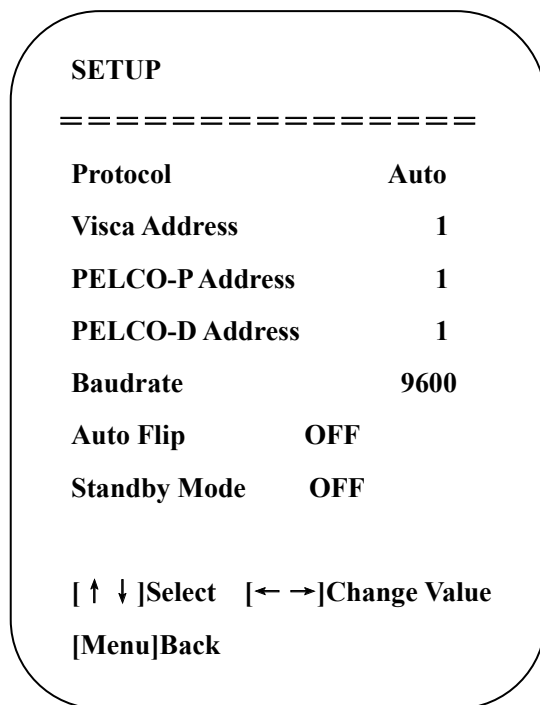 SETUP
===============
Protocol Auto
Visca Address 1
PELCO-P Address 1
PELCO-D Address 1
Baudrate 9600
Auto Flip OFF
Standby Mode OFF
[ ↑ ↓ ]Select [← →]Change Value
[Menu]Back